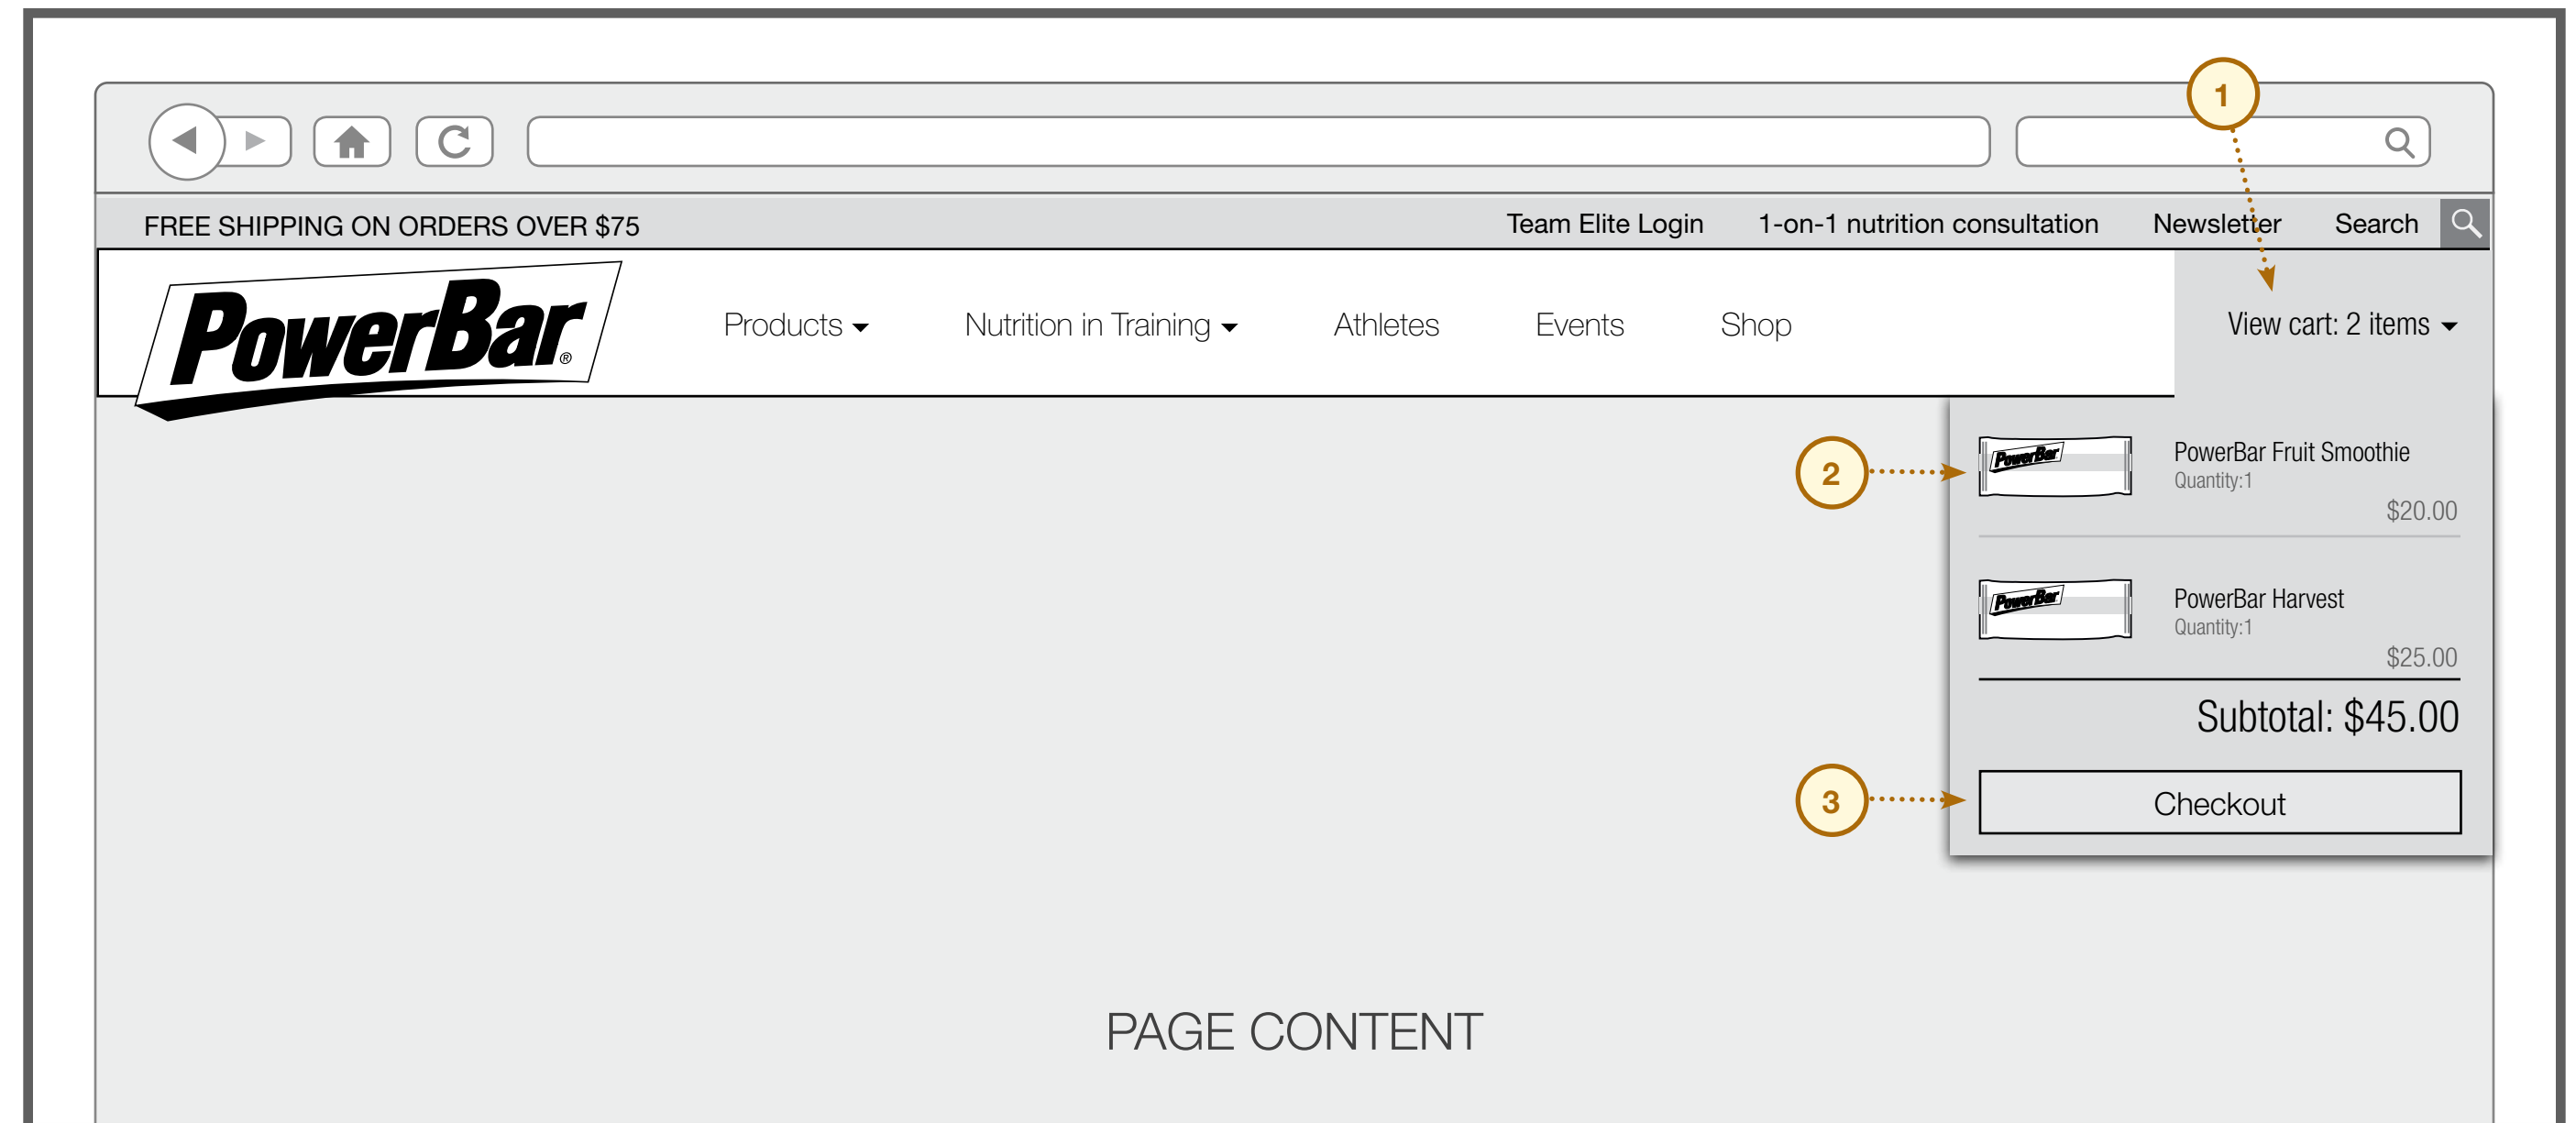 1
FREE SHIPPING ON ORDERS OVER $75
Team Elite Login
1-on-1 nutrition consultation
Newsletter
Search
PowerBar®
Products
Nutrition in Training
Athletes
Events
Shop
View cart: 2 items
2
PowerBar
PowerBar Fruit Smoothie
Quantity:1
$20.00
PowerBar
PowerBar Harvest
Quantity:1
$25.00
Subtotal: $45.00
3
Checkout
PAGE CONTENT